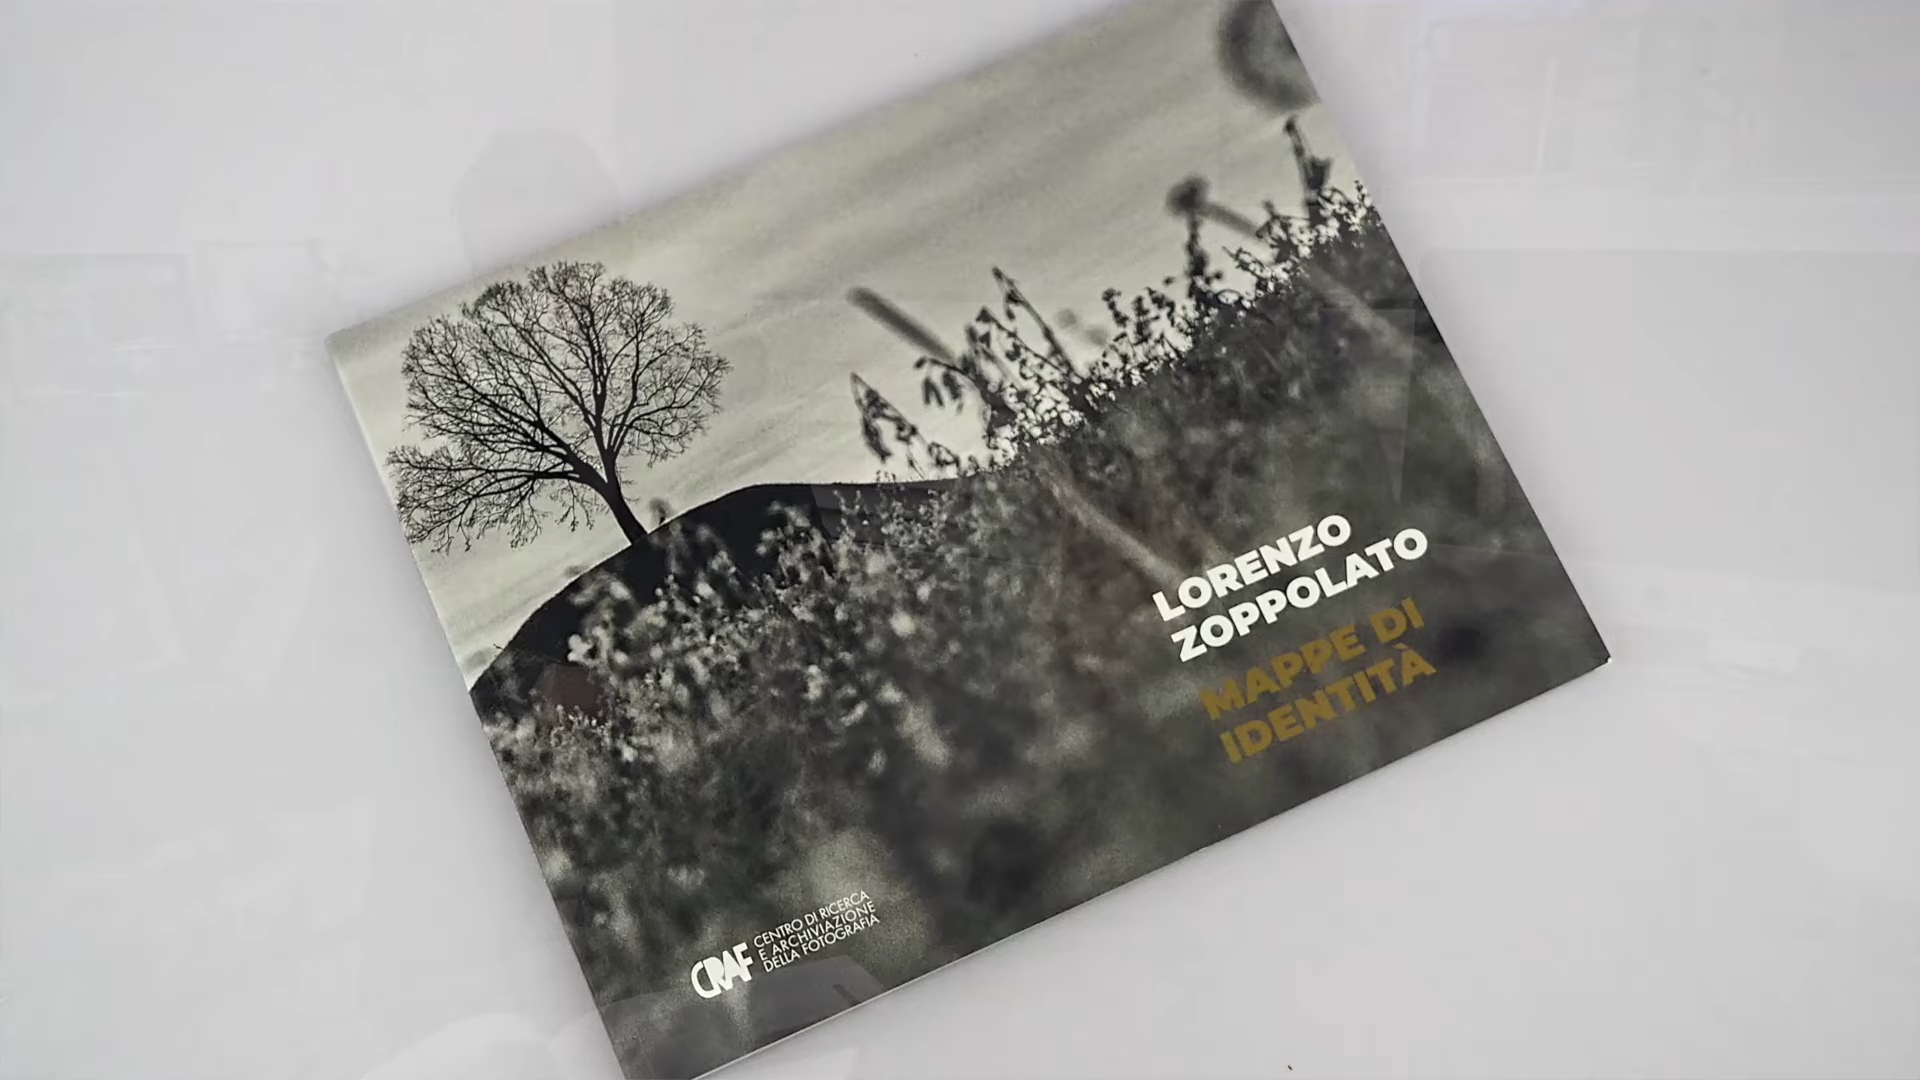 LORENZO
ZOPPOLATO
MAPPE DI
IDENTITÀ
CRAF
CENTRO DI RICERCA
E ARCHIVIAZIONE
DELLA FOTOGRAFIA